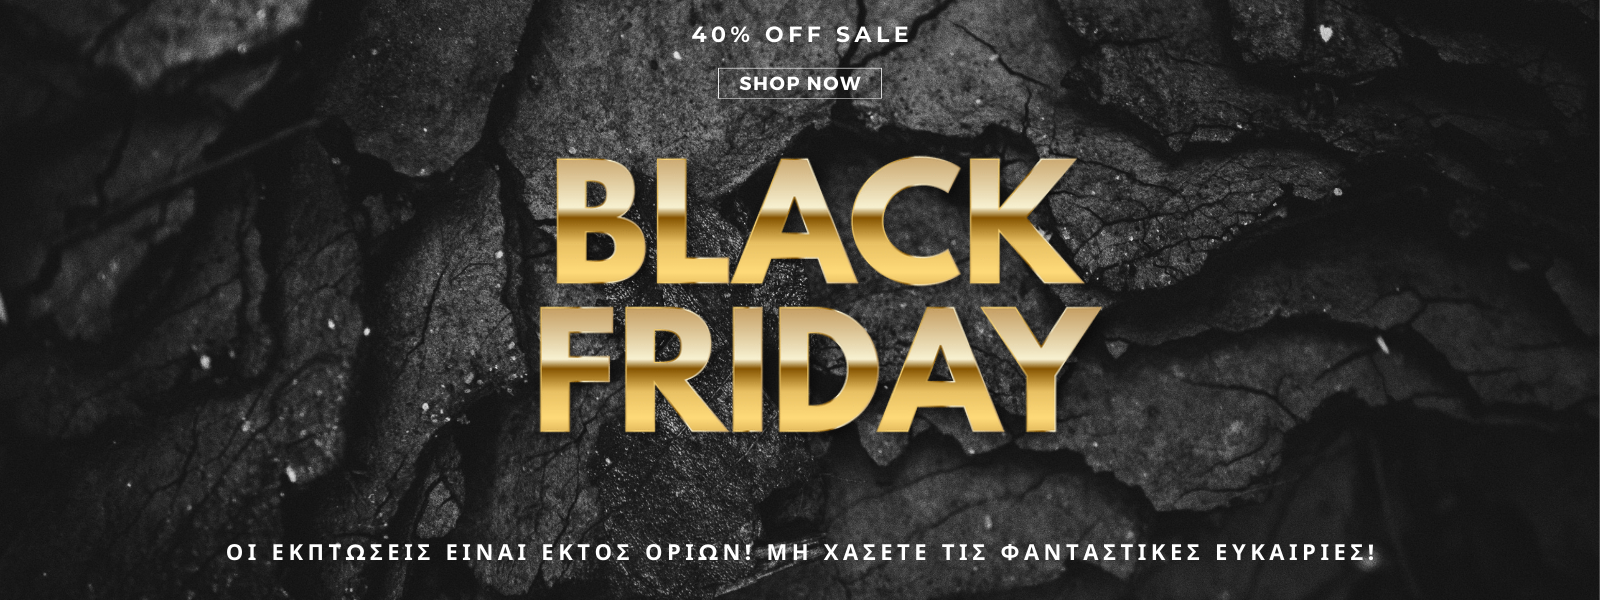 40% OFF SALE
SHOP NOW
BLACK
FRIDAY
ΟΙ ΕΚΠΤΩΣΕΙΣ ΕΙΝΑΙ ΕΚΤΟΣ ΟΡΙΩΝ! ΜΗ ΧΑΣΕΤΕ ΤΙΣ ΦΑΝΤΑΣΤΙΚΕΣ ΕΥΚΑΙΡΙΕΣ!